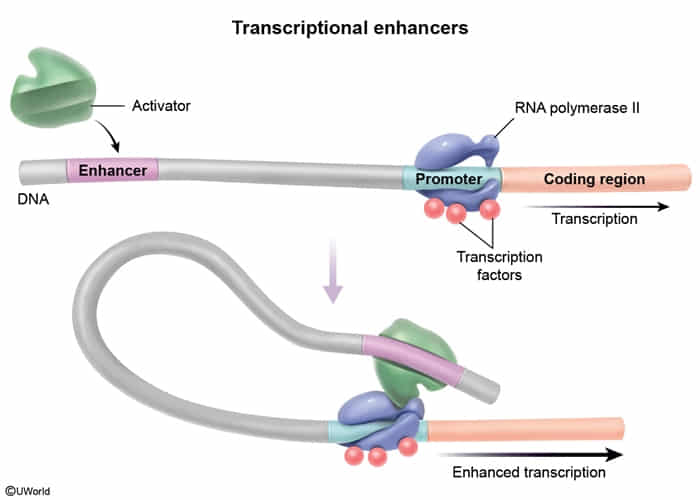 Transcriptional enhancers
Activator
RNA polymerase II
Enhancer
Promoter
Coding region
DNA
Transcription
Transcription
factors
Enhanced transcription
©UWorld